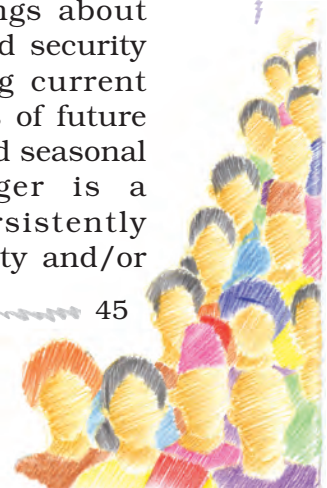 ngs about
d security
g current
of future
d seasonal
ger is a
rsistently
ty and/or
45